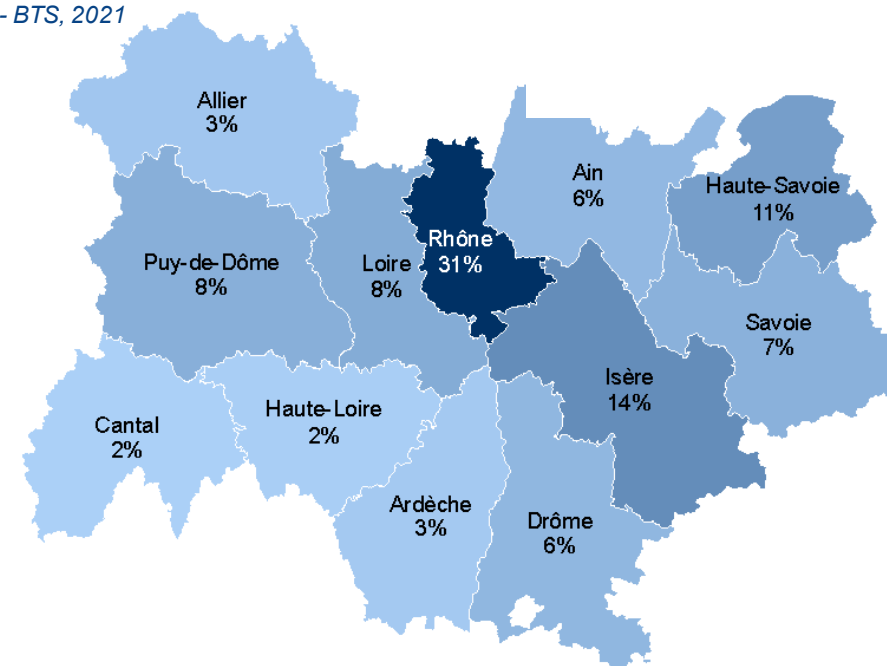 - BTS, 2021
Allier
3%
Ain
6%
Haute-Savoie
11%
Rhône
31%
Puy-de-Dôme
8%
Loire
8%
Savoie
7%
Isère
14%
Haute-Loire
2%
Cantal
2%
Ardèche
3%
Drôme
6%